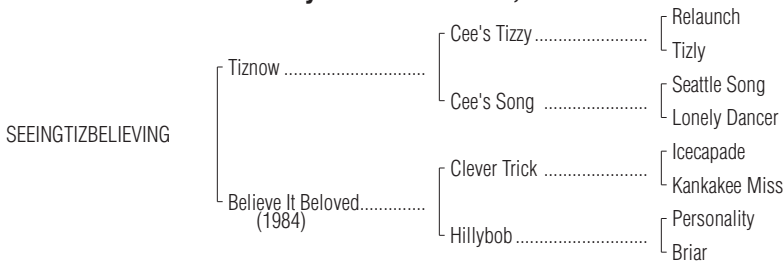 Relaunch
Cee's Tizzy
Tizly
Tiznow
Seattle Song
Cee's Song
Lonely Dancer
SEEINGTIZBELIEVING
Icecapade
Clever Trick
Kankakee Miss
Believe It Beloved
(1984)
Personality
Hillybob
Briar